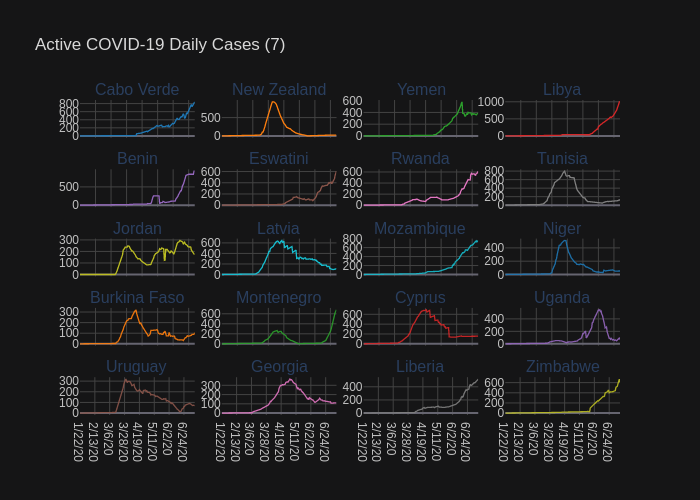 Active COVID-19 Daily Cases (7)
Cabo Verde New Zealand Yemen Libya
800 600 400 200 0 500 0 600 400 200 0 1000 500 0
Benin Eswatini Rwanda Tunisia
500 0 600 400 200 0 600 400 200 0 800 600 400 200 0
Jordan Latvia Mozambique Niger
300 200 100 0 600 400 200 0 800 600 400 200 0 400 200 0
Burkina Faso Montenegro Cyprus Uganda
300 200 100 0 600 400 200 0 600 400 200 0 400 200 0
Uruguay Georgia Liberia Zimbabwe
300 200 100 0 300 200 100 0 400 200 0 600 400 200 0
1/22/20 2/13/20 3/6/20 3/28/20 4/19/20 5/11/20 6/2/20 6/24/20 1/22/20 2/13/20 3/6/20 3/28/20 4/19/20 5/11/20 6/2/20 6/24/20 1/22/20 2/13/20 3/6/20 3/28/20 4/19/20 5/11/20 6/2/20 6/24/20 1/22/20 2/13/20 3/6/20 3/28/20 4/19/20 5/11/20 6/2/20 6/24/20